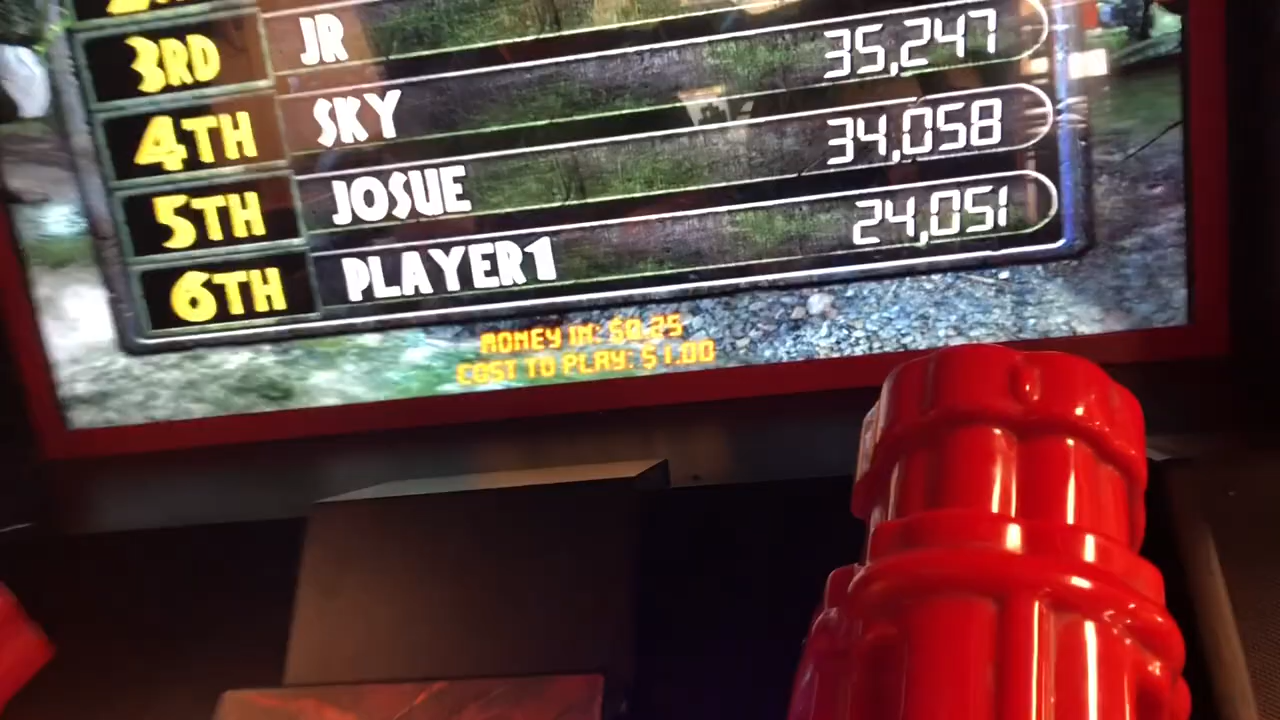 3RD JR
4TH SKY 35,247
5TH JOSUE 34,058
6TH PLAYER1 24,051
MONEY IN: $0.25
COST TO PLAY: $1.00